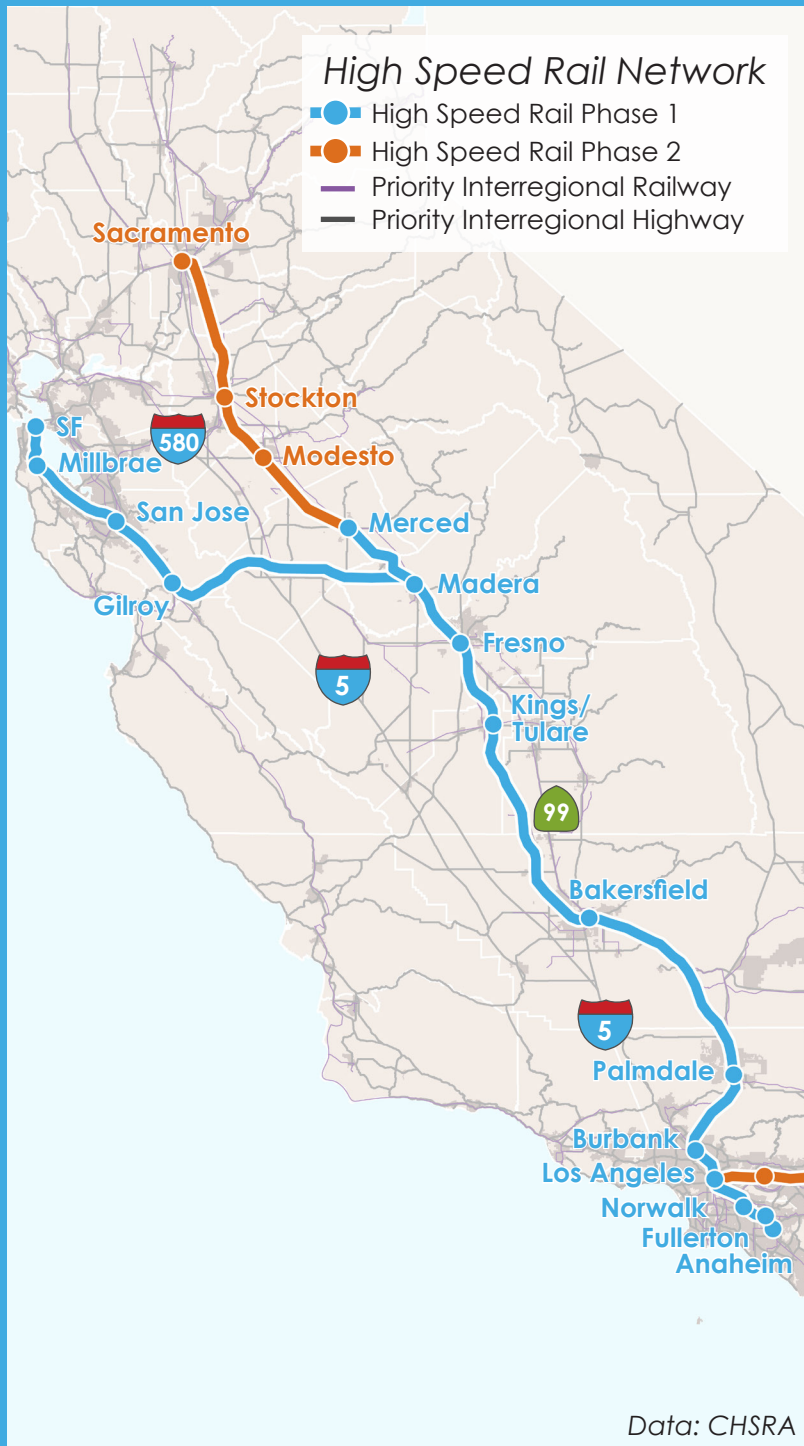 High Speed Rail Network
High Speed Rail Phase 1
High Speed Rail Phase 2
Priority Interregional Railway
Priority Interregional Highway
Sacramento
Stockton
580
SF
Modesto
Millbrae
San Jose
Merced
Madera
Gilroy
Fresno
5
Kings/
Tulare
99
Bakersfield
5
Palmdale
Burbank
Los Angeles
Norwalk
Fullerton
Anaheim
Data: CHSRA